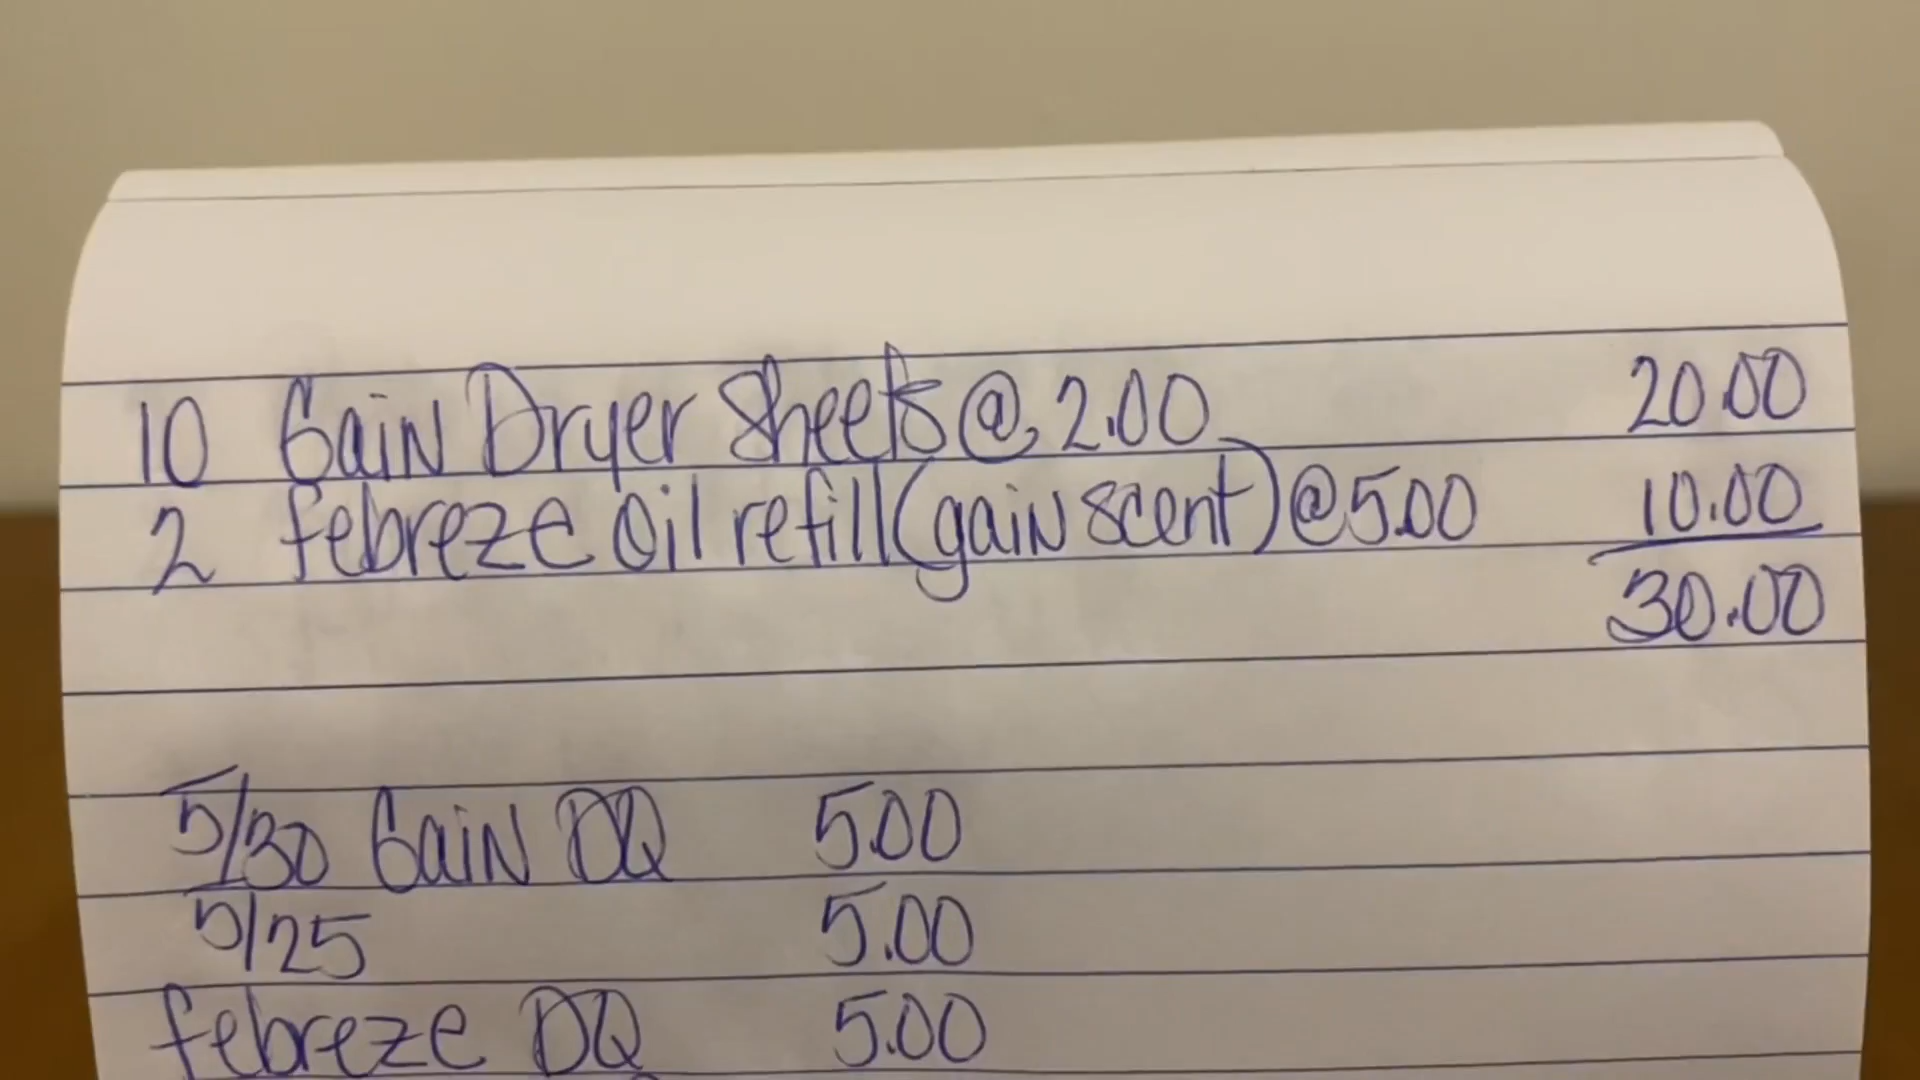 10 Gain Dryer Sheets @ 2.00 20.00
2 febreze oil refill (gain scent) @ 5.00 10.00
30.00
5/30 Gain DQ 5.00
5/25 5.00
febreze DQ 5.00